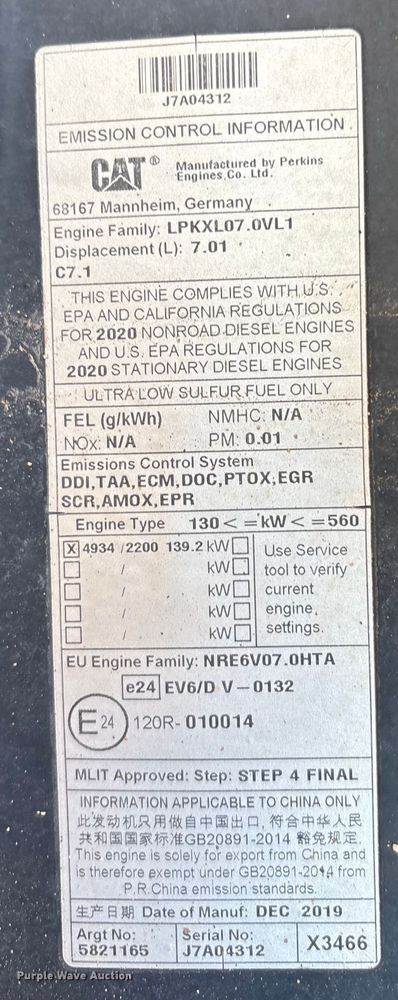 J7A04312
EMISSION CONTROL INFORMATION
CAT® Manufactured by Perkins
Engines Co. Ltd.
68167 Mannheim, Germany
Engine Family: LPKXL07.0VL1
Displacement (L): 7.01
C7.1
THIS ENGINE COMPLIES WITH U.S.
EPA AND CALIFORNIA REGULATIONS
FOR 2020 NONROAD DIESEL ENGINES
AND U.S. EPA REGULATIONS FOR
2020 STATIONARY DIESEL ENGINES
ULTRA LOW SULFUR FUEL ONLY
FEL (g/kWh) NMHC: N/A
NOx: N/A PM: 0.01
Emissions Control System
DDI,TAA,ECM,DOC,PTOX,EGR
SCR,AMOX,EPR
Engine Type 130 < = kW < = 560
X 4934 /2200 139.2 kW
/ kW
/ kW
/ kW
/ kW
Use Service
tool to verify
current
engine
settings.
EU Engine Family: NRE6V07.0HTA
e24 EV6/D V – 0132
E 24 120R- 010014
MLIT Approved: Step: STEP 4 FINAL
INFORMATION APPLICABLE TO CHINA ONLY
此发动机只用做自中国出口, 符合中华人民
共和国国家标准GB20891-2014 豁免规定.
This engine is solely for export from China and
is therefore exempt under GB20891-2014 from
P.R.China emission standards.
生产日期 Date of Manuf: DEC 2019
Argt No:
5821165
Serial No:
J7A04312
X3466
Purple Wave Auction